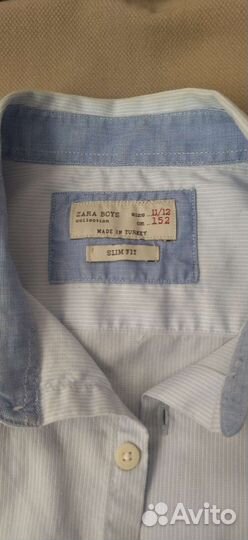 ZARA BOYS size 11/12
collection cm 152
MADE IN TURKEY
SLIM FIT
Avito